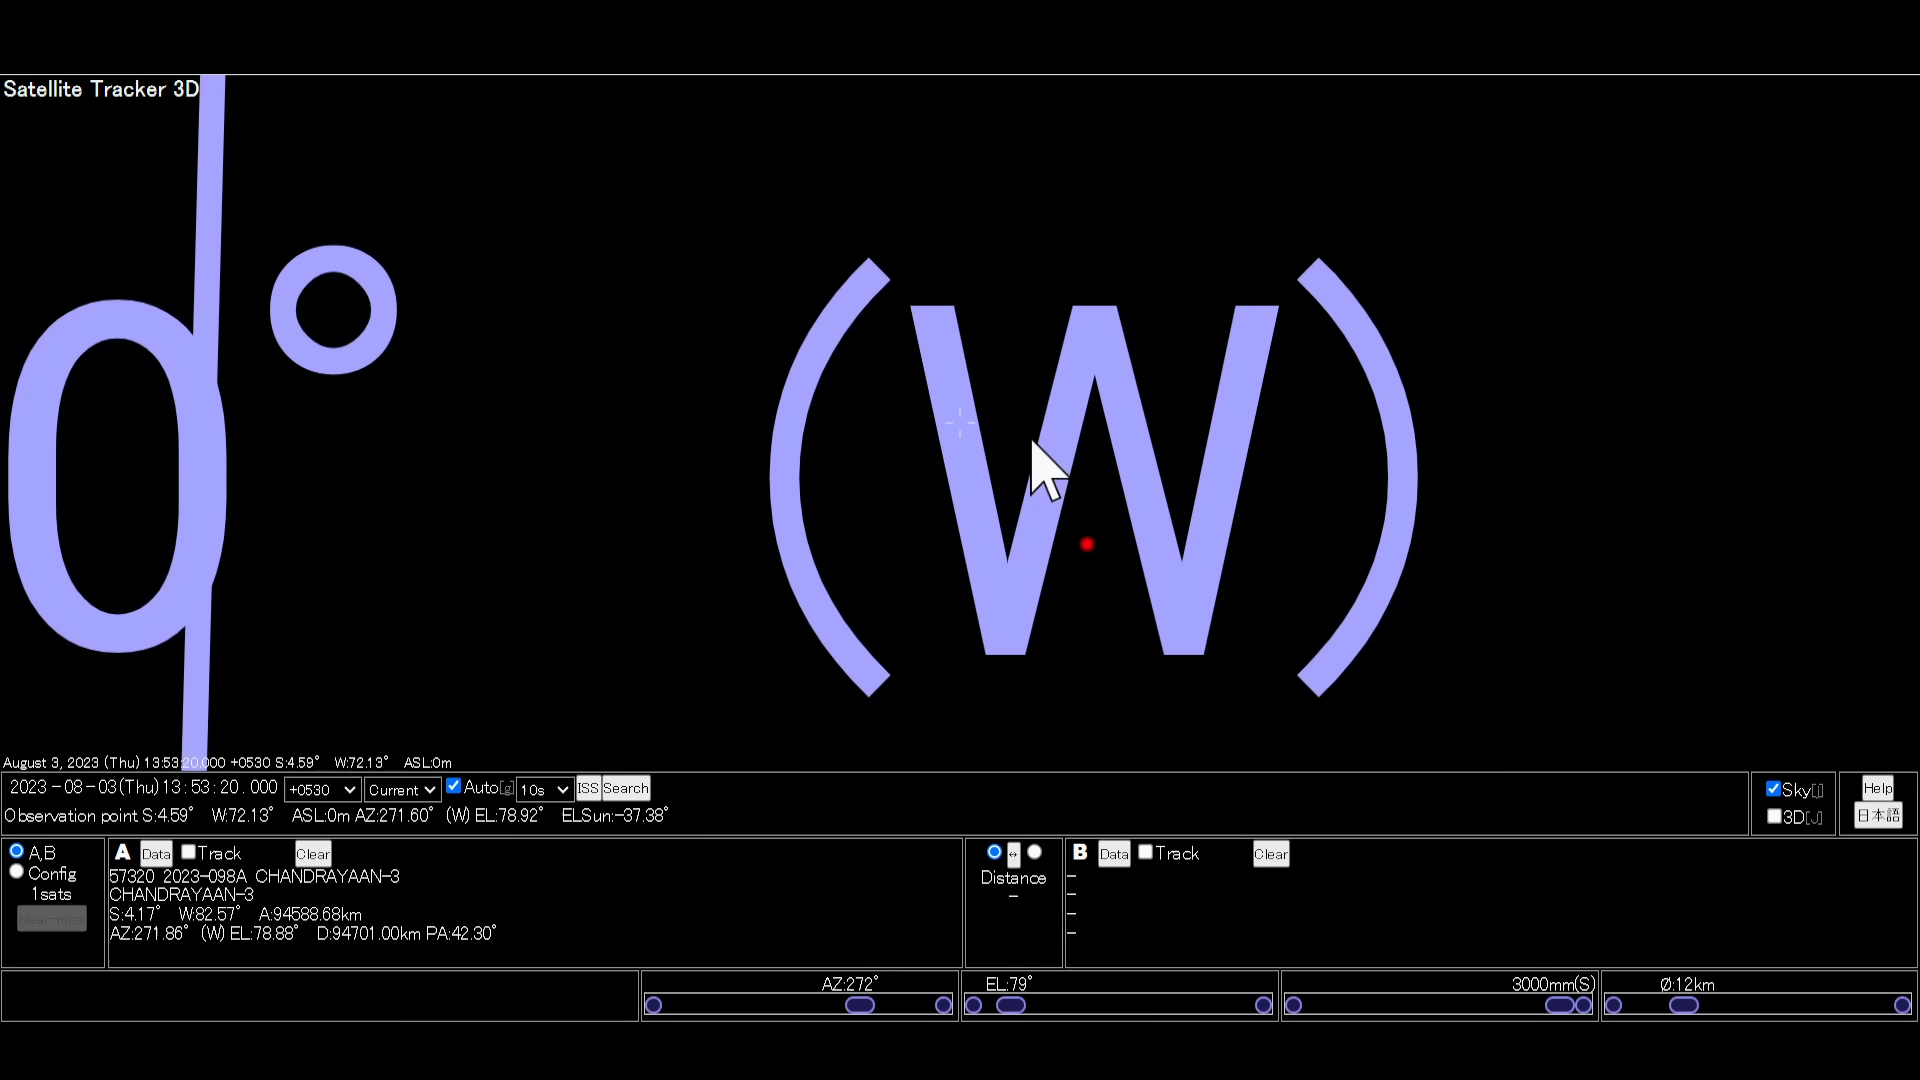 Satellite Tracker 3D
0° (W)
August 3, 2023 (Thu) 13:53:20.000 +0530 S:4.59° W:72.13° ASL:0m
2023-08-03(Thu)13:53:20.000 +0530 Current Auto[g] 10s ISS Search
Sky[j] Help
Observation point S:4.59° W:72.13° ASL:0m AZ:271.60° (W) EL:78.92° ELSun:-37.38°
3D[J] 日本語
A,B A Data Track Clear ↔ B Data Track Clear
Config 57320 2023-098A CHANDRAYAAN-3 Distance -
1sats CHANDRAYAAN-3 - -
S:4.17° W:82.57° A:94588.68km -
AZ:271.86° (W) EL:78.88° D:94701.00km PA:42.30° -
AZ:272° EL:79° 3000mm(S) Ø:12km